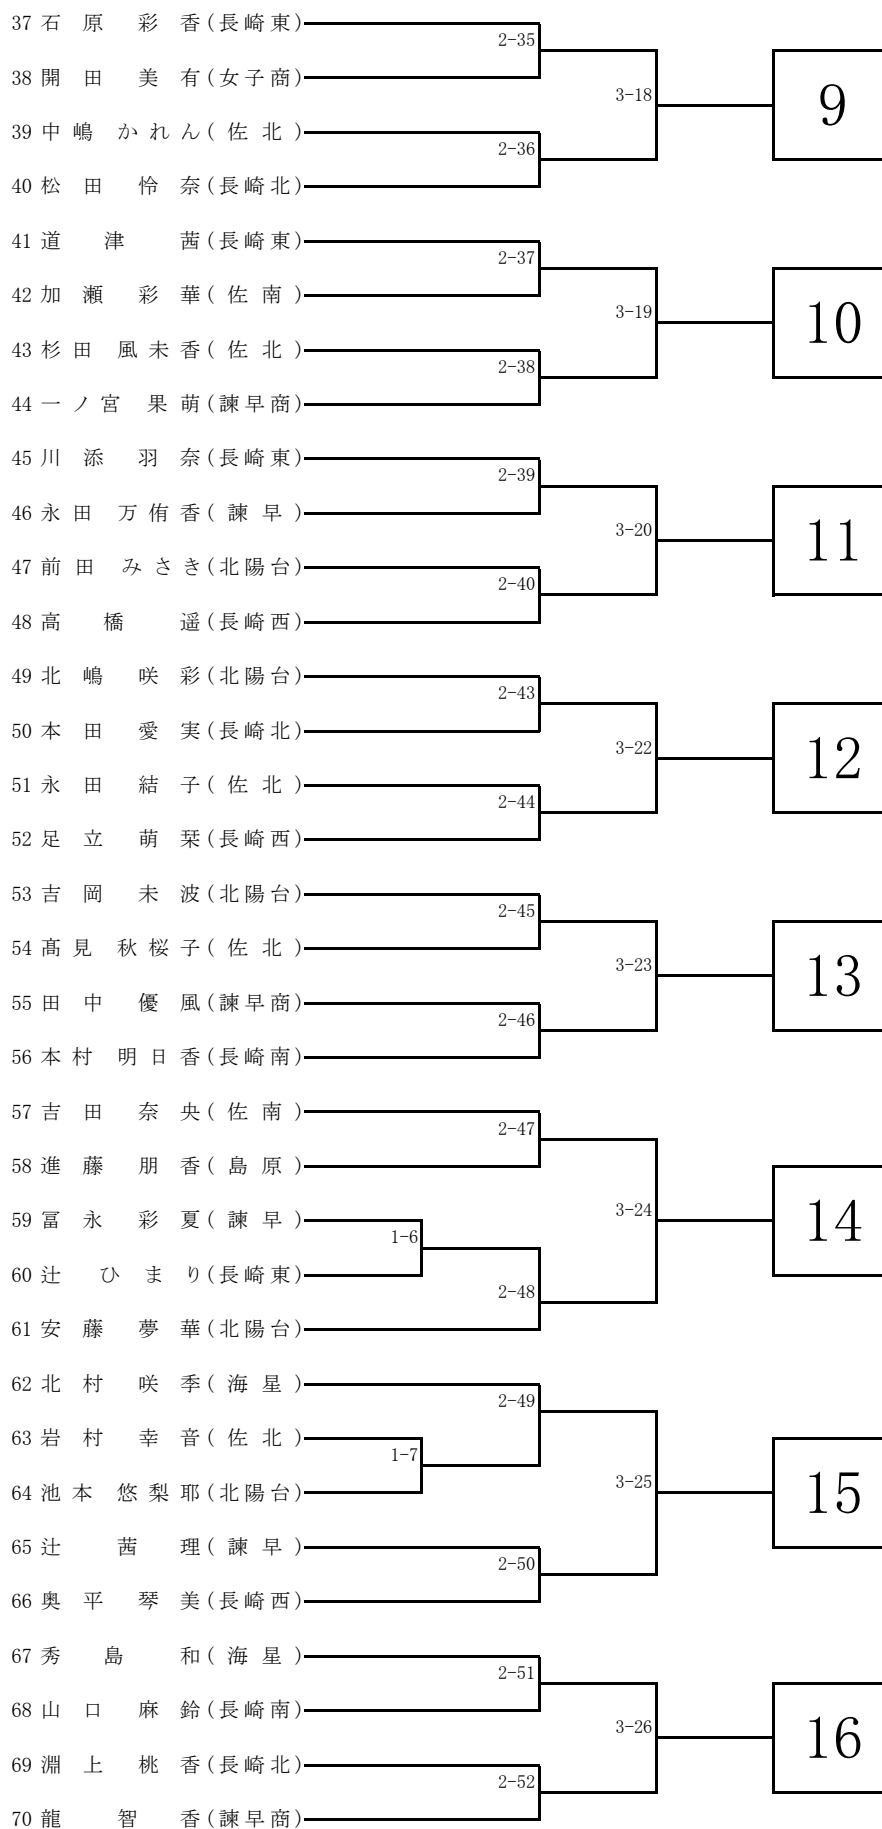 37 石原 彩香(長崎東)
2-35
38 開田 美有(女子商)
3-18
9
39 中嶋 かれん(佐北)
2-36
40 松田 怜奈(長崎北)
41 道津 茜(長崎東)
2-37
42 加瀬 彩華(佐南)
3-19
10
43 杉田 風未香(佐北)
2-38
44 一ノ宮 果萌(諫早商)
45 川添 羽奈(長崎東)
2-39
46 永田 万侑香(諫早)
3-20
11
47 前田 みさき(北陽台)
2-40
48 高橋 遥(長崎西)
49 北嶋 咲彩(北陽台)
2-43
50 本田 愛実(長崎北)
3-22
12
51 永田 結子(佐北)
2-44
52 足立 萌栞(長崎西)
53 吉岡 未波(北陽台)
2-45
54 髙見 秋桜子(佐北)
3-23
13
55 田中 優風(諫早商)
2-46
56 本村 明日香(長崎南)
57 吉田 奈央(佐南)
2-47
58 進藤 朋香(島原)
3-24
14
59 冨永 彩夏(諫早)
1-6
60 辻 ひまり(長崎東)
2-48
61 安藤 夢華(北陽台)
62 北村 咲季(海星)
2-49
63 岩村 幸音(佐北)
1-7
3-25
15
64 池本 悠梨耶(北陽台)
65 辻 茜理(諫早)
2-50
66 奥平 琴美(長崎西)
67 秀島 和(海星)
2-51
68 山口 麻鈴(長崎南)
3-26
16
69 淵上 桃香(長崎北)
2-52
70 龍 智香(諫早商)